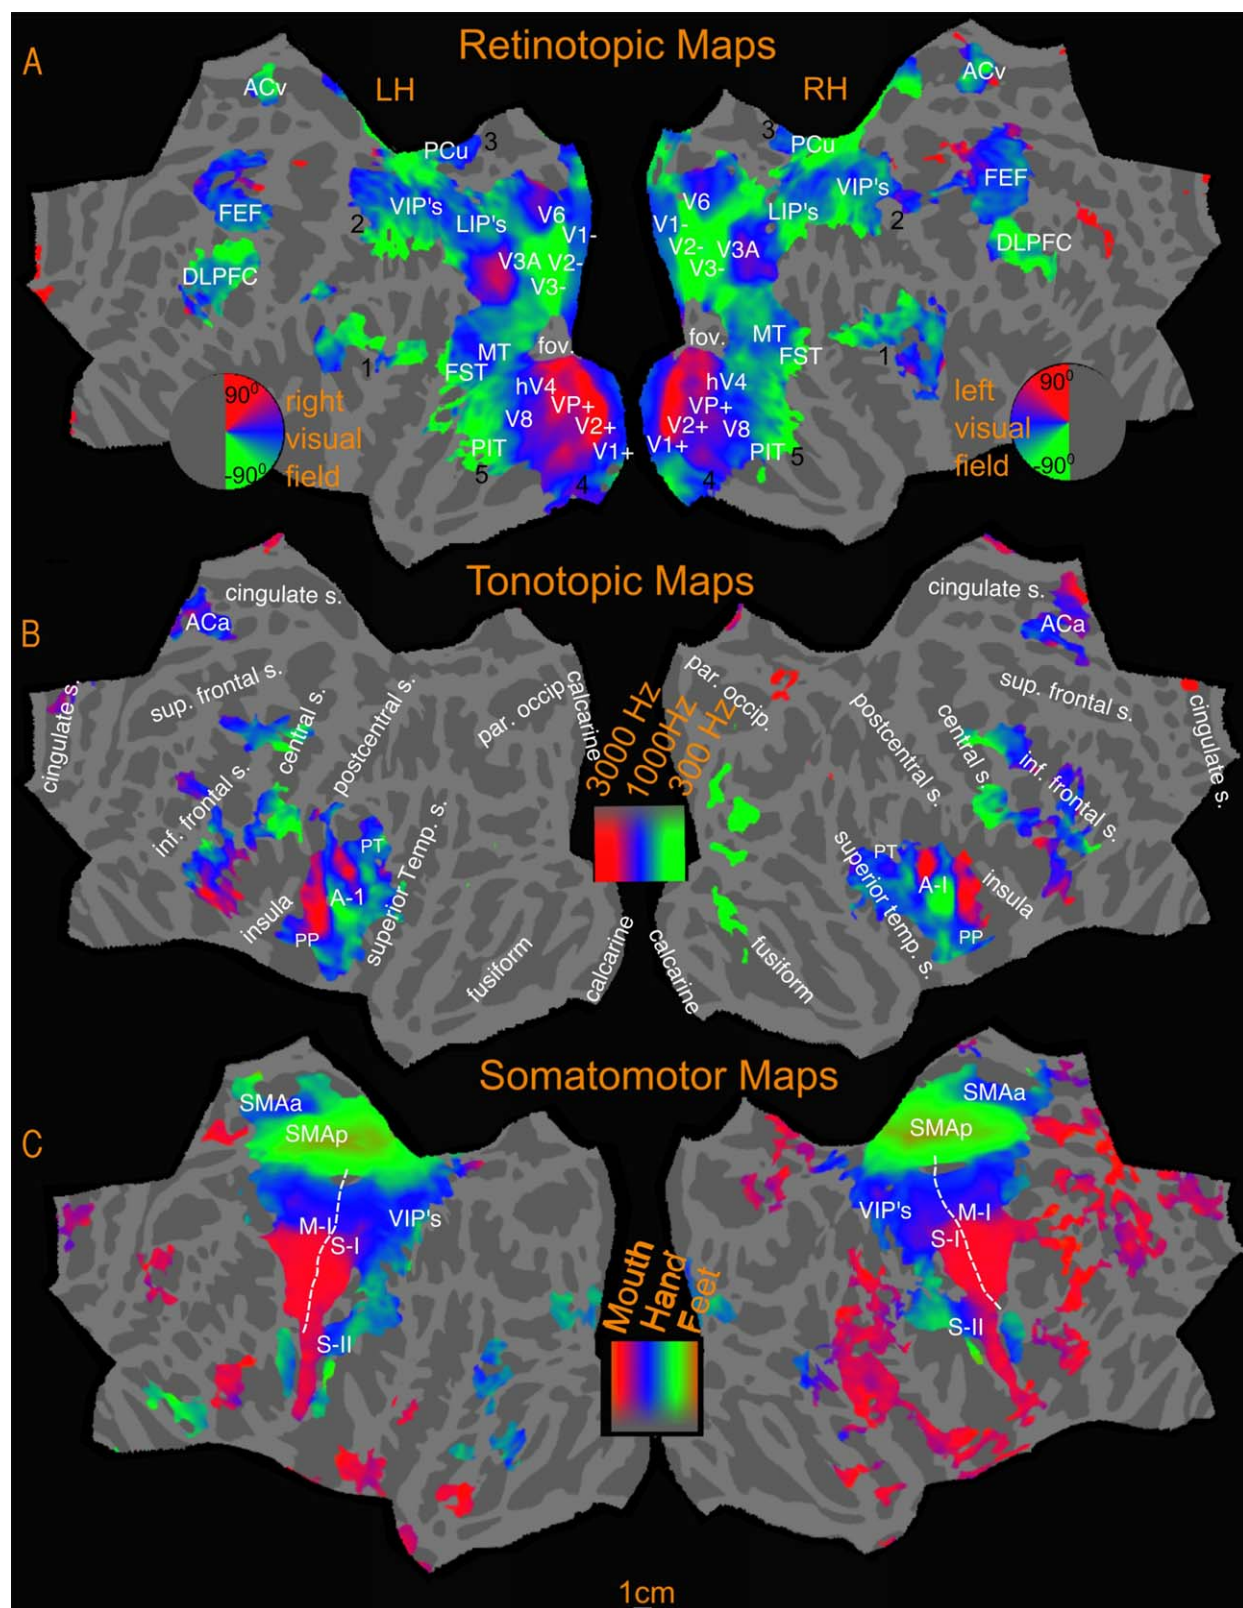 A
Retinotopic Maps
LH
RH
ACv
PCu
3
FEF
2
VIP's
LIP's
V6
V1-
DLPFC
V3A
V2-
V3-
1
MT
fov.
FST
hV4
VP+
V8
V2+
V1+
PIT
5
4
90⁰
-90⁰
right
visual
field
ACv
3
PCu
VIP's
FEF
V6
V1-
LIP's
2
V2-
V3A
V3-
DLPFC
MT
fov.
FST
1
hV4
VP+
V2+
V8
V1+
PIT
5
4
left
visual
field
90⁰
-90⁰
B
Tonotopic Maps
cingulate s.
ACa
sup. frontal s.
cingulate s.
central s.
postcentral s.
par. occip.
calcarine
inf. frontal s.
PT
superior Temp. s.
A-1
insula
PP
fusiform
calcarine
3000 Hz
1000Hz
300 Hz
cingulate s.
ACa
par. occip.
sup. frontal s.
postcentral s.
central s.
cingulate s.
inf. frontal s.
PT
superior temp. s.
A-I
insula
PP
calcarine
fusiform
C
Somatomotor Maps
SMAa
SMAp
VIP's
M-I
S-I
S-II
Mouth
Hand
Feet
SMAa
SMAp
VIP's
M-I
S-I
S-II
1cm